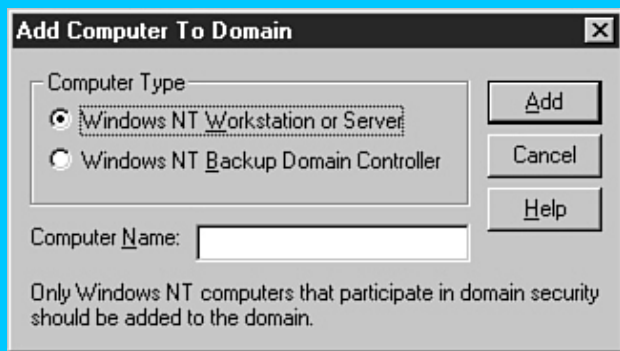 Add Computer To Domain
Computer Type
Windows NT Workstation or Server
Windows NT Backup Domain Controller
Add
Cancel
Help
Computer Name:
Only Windows NT computers that participate in domain security
should be added to the domain.